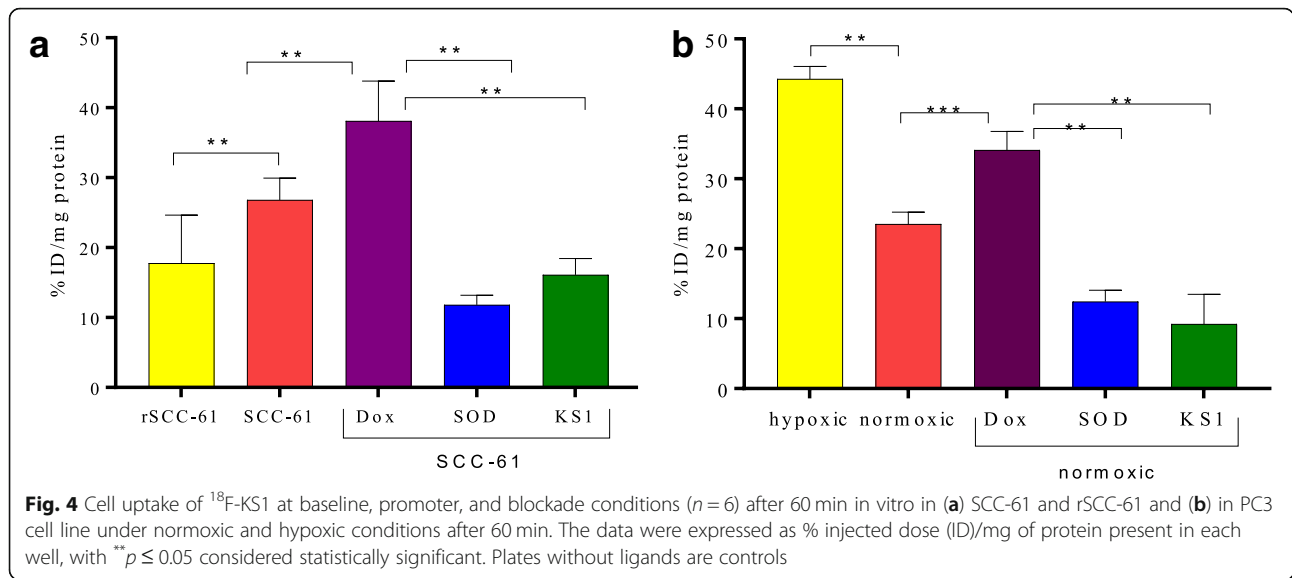 a
50
40
30
20
10
0
% ID/mg protein
**
**
**
**
rSCC-61 SCC-61 Dox SOD KS1
SCC-61
b
50
40
30
20
10
0
% ID/mg protein
**
***
**
**
hypoxic normoxic Dox SOD KS1
normoxic
Fig. 4 Cell uptake of ¹⁸F-KS1 at baseline, promoter, and blockade conditions (n = 6) after 60 min in vitro in (a) SCC-61 and rSCC-61 and (b) in PC3
cell line under normoxic and hypoxic conditions after 60 min. The data were expressed as % injected dose (ID)/mg of protein present in each
well, with **p ≤ 0.05 considered statistically significant. Plates without ligands are controls